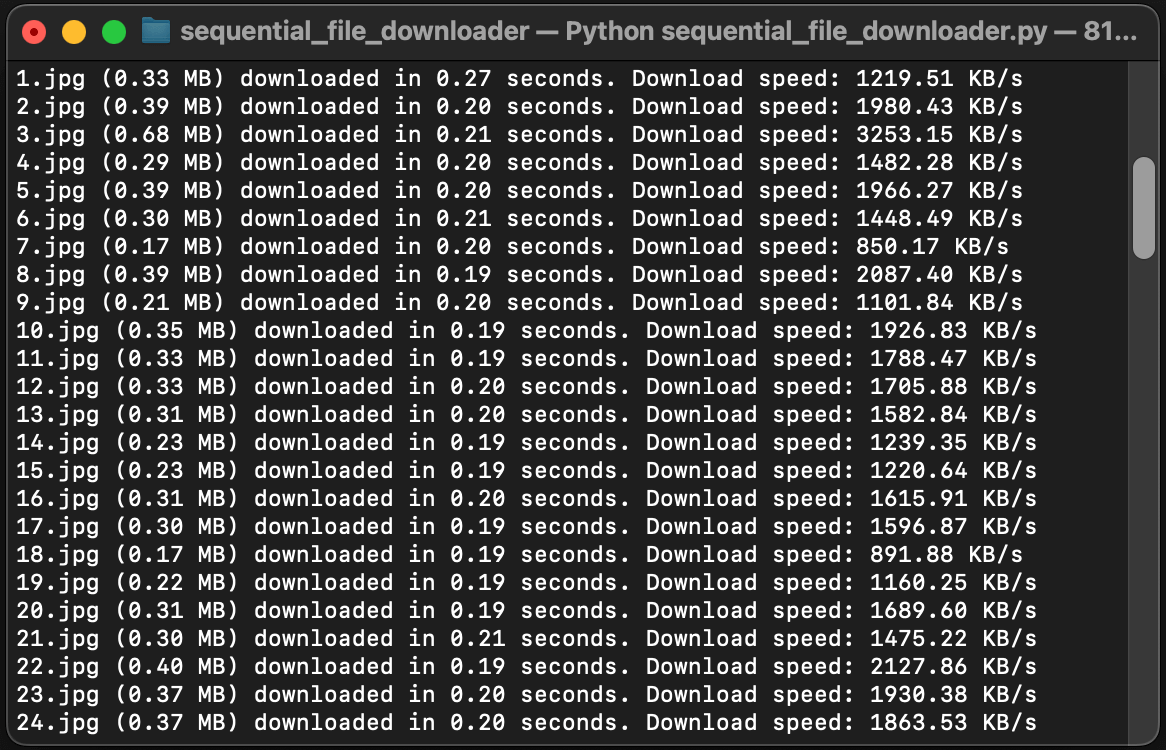 sequential_file_downloader — Python sequential_file_downloader.py — 81...
1.jpg (0.33 MB) downloaded in 0.27 seconds. Download speed: 1219.51 KB/s
2.jpg (0.39 MB) downloaded in 0.20 seconds. Download speed: 1980.43 KB/s
3.jpg (0.68 MB) downloaded in 0.21 seconds. Download speed: 3253.15 KB/s
4.jpg (0.29 MB) downloaded in 0.20 seconds. Download speed: 1482.28 KB/s
5.jpg (0.39 MB) downloaded in 0.20 seconds. Download speed: 1966.27 KB/s
6.jpg (0.30 MB) downloaded in 0.21 seconds. Download speed: 1448.49 KB/s
7.jpg (0.17 MB) downloaded in 0.20 seconds. Download speed: 850.17 KB/s
8.jpg (0.39 MB) downloaded in 0.19 seconds. Download speed: 2087.40 KB/s
9.jpg (0.21 MB) downloaded in 0.20 seconds. Download speed: 1101.84 KB/s
10.jpg (0.35 MB) downloaded in 0.19 seconds. Download speed: 1926.83 KB/s
11.jpg (0.33 MB) downloaded in 0.19 seconds. Download speed: 1788.47 KB/s
12.jpg (0.33 MB) downloaded in 0.20 seconds. Download speed: 1705.88 KB/s
13.jpg (0.31 MB) downloaded in 0.20 seconds. Download speed: 1582.84 KB/s
14.jpg (0.23 MB) downloaded in 0.19 seconds. Download speed: 1239.35 KB/s
15.jpg (0.23 MB) downloaded in 0.19 seconds. Download speed: 1220.64 KB/s
16.jpg (0.31 MB) downloaded in 0.20 seconds. Download speed: 1615.91 KB/s
17.jpg (0.30 MB) downloaded in 0.19 seconds. Download speed: 1596.87 KB/s
18.jpg (0.17 MB) downloaded in 0.19 seconds. Download speed: 891.88 KB/s
19.jpg (0.22 MB) downloaded in 0.19 seconds. Download speed: 1160.25 KB/s
20.jpg (0.31 MB) downloaded in 0.19 seconds. Download speed: 1689.60 KB/s
21.jpg (0.30 MB) downloaded in 0.21 seconds. Download speed: 1475.22 KB/s
22.jpg (0.40 MB) downloaded in 0.19 seconds. Download speed: 2127.86 KB/s
23.jpg (0.37 MB) downloaded in 0.20 seconds. Download speed: 1930.38 KB/s
24.jpg (0.37 MB) downloaded in 0.20 seconds. Download speed: 1863.53 KB/s